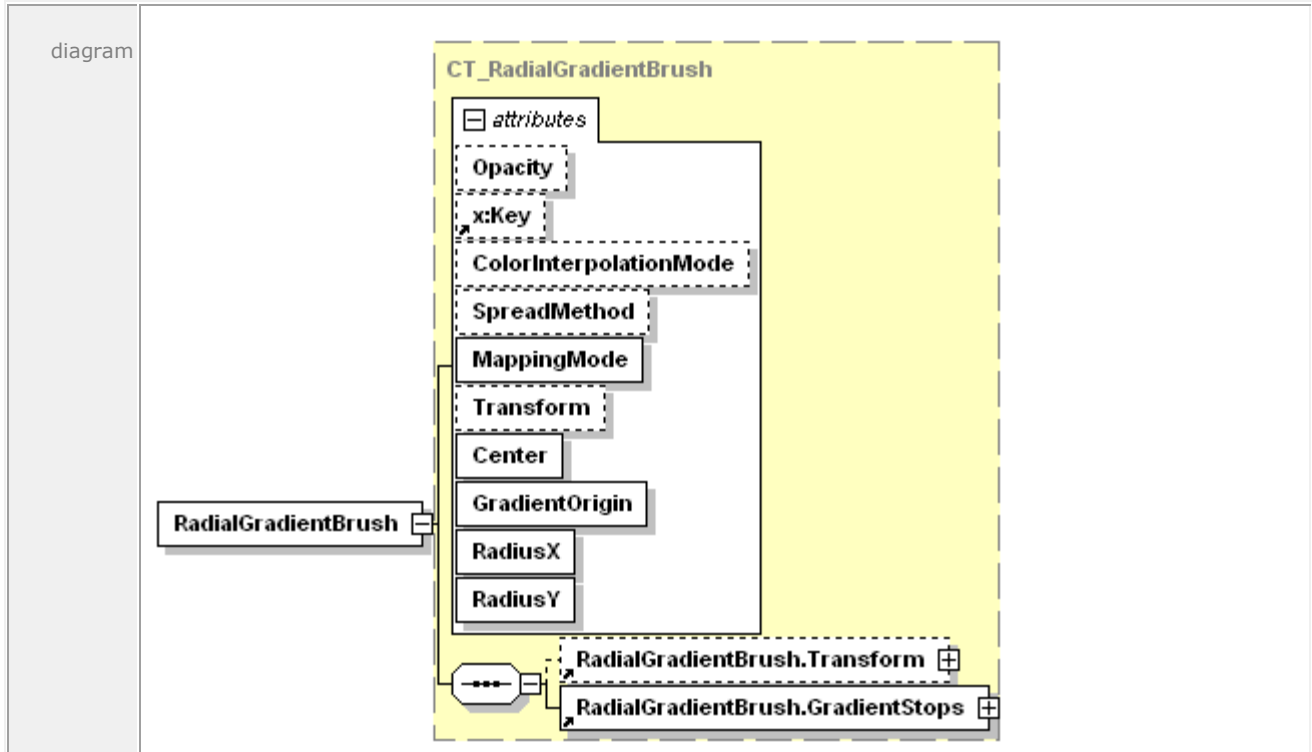 diagram
CT_RadialGradientBrush
attributes
Opacity
x:Key
ColorInterpolationMode
SpreadMethod
MappingMode
Transform
Center
GradientOrigin
RadialGradientBrush
RadiusX
RadiusY
RadialGradientBrush.Transform
RadialGradientBrush.GradientStops